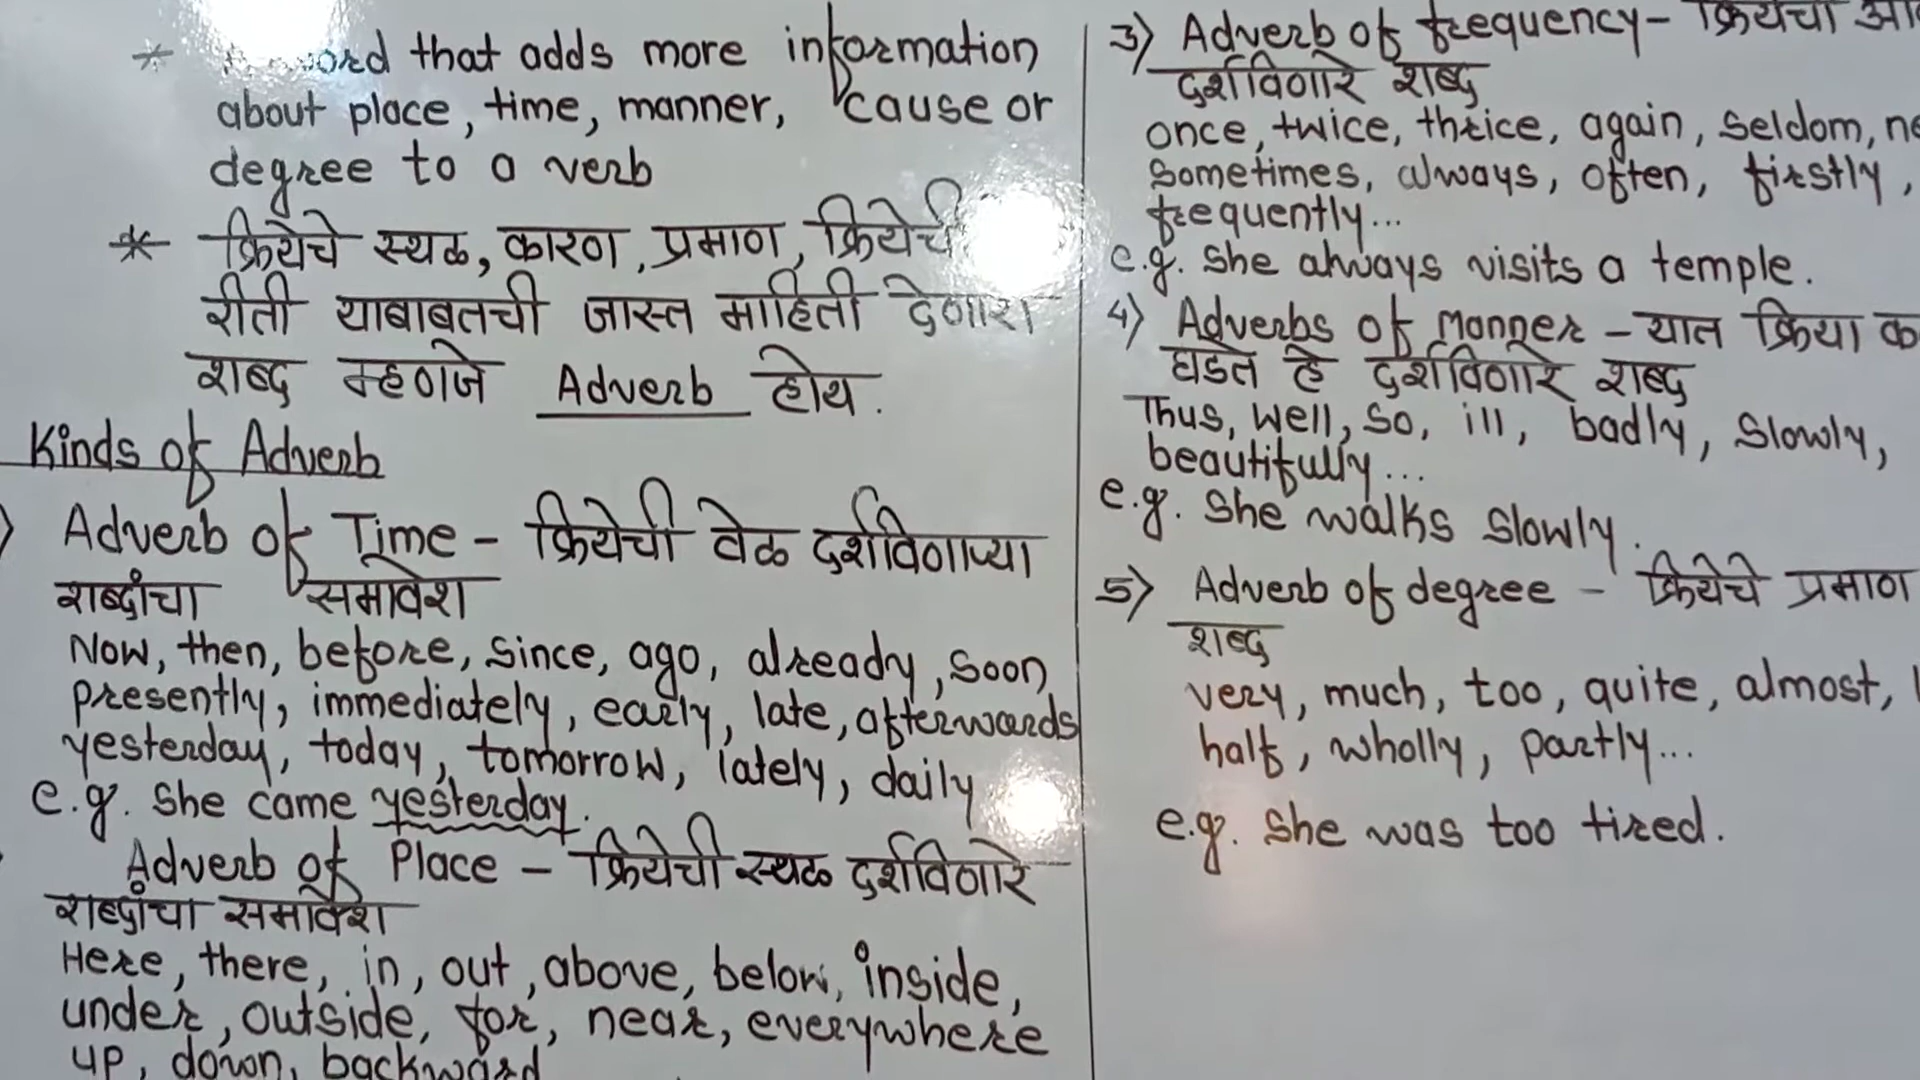 * word that adds more information
about place, time, manner, cause or
degree to a verb
* क्रियेचे स्थळ, कारण, प्रमाण, क्रियेची
रीती याबाबतची जास्त माहिती देणारा
शब्द म्हणजे Adverb होय.
Kinds of Adverb
) Adverb of Time - क्रियेची वेळ दर्शविणाऱ्या
शब्दांचा समावेश
Now, then, before, since, ago, already, soon
presently, immediately, early, late, afterwards
yesterday, today, tomorrow, lately, daily
e.g. She came yesterday.
Adverb of Place - क्रियेची स्थळ दर्शविणारे
शब्दांचा समावेश
Here, there, in, out, above, below, inside,
under, outside, for, near, everywhere
up, down, backward
3) Adverb of frequency - क्रियेची
दर्शविणारे शब्द
once, twice, thrice, again, seldom,
Sometimes, always, often, firstly,
frequently...
e.g. She always visits a temple.
4) Adverbs of Manner - यात क्रिया
घडते हे दर्शविणारे शब्द
Thus, well, so, ill, badly, slowly,
beautifully...
e.g. She walks slowly.
5) Adverb of degree - क्रियेचे प्रमाण
शब्द
very, much, too, quite, almost,
half, wholly, partly...
e.g. She was too tired.